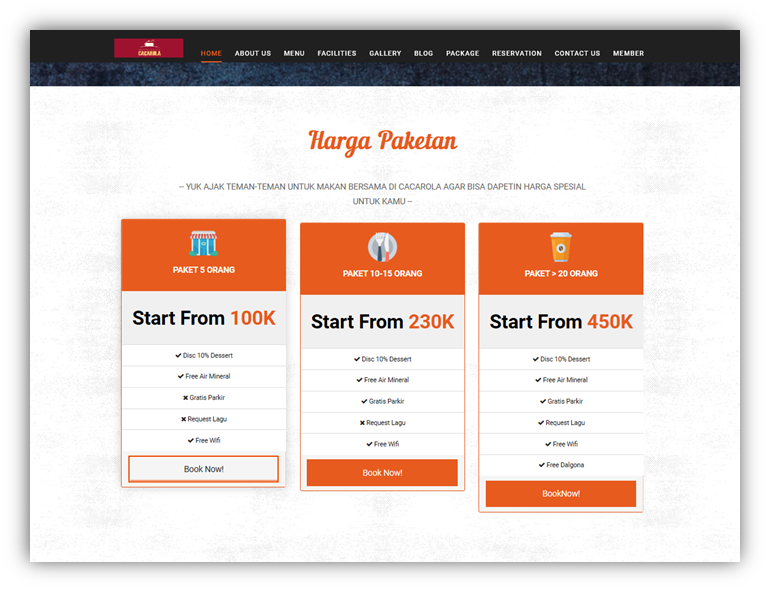 CACAROLA
HOME ABOUT US MENU FACILITIES GALLERY BLOG PACKAGE RESERVATION CONTACT US MEMBER
Harga Paketan
– YUK AJAK TEMAN-TEMAN UNTUK MAKAN BERSAMA DI CACAROLA AGAR BISA DAPETIN HARGA SPESIAL
UNTUK KAMU –
PAKET 5 ORANG
Start From 100K
✔ Disc 10% Dessert
✔ Free Air Mineral
✖ Gratis Parkir
✖ Request Lagu
✔ Free Wifi
Book Now!
PAKET 10-15 ORANG
Start From 230K
✔ Disc 10% Dessert
✔ Free Air Mineral
✔ Gratis Parkir
✖ Request Lagu
✔ Free Wifi
Book Now!
PAKET > 20 ORANG
Start From 450K
✔ Disc 10% Dessert
✔ Free Air Mineral
✔ Gratis Parkir
✔ Request Lagu
✔ Free Wifi
✔ Free Dalgona
BookNow!